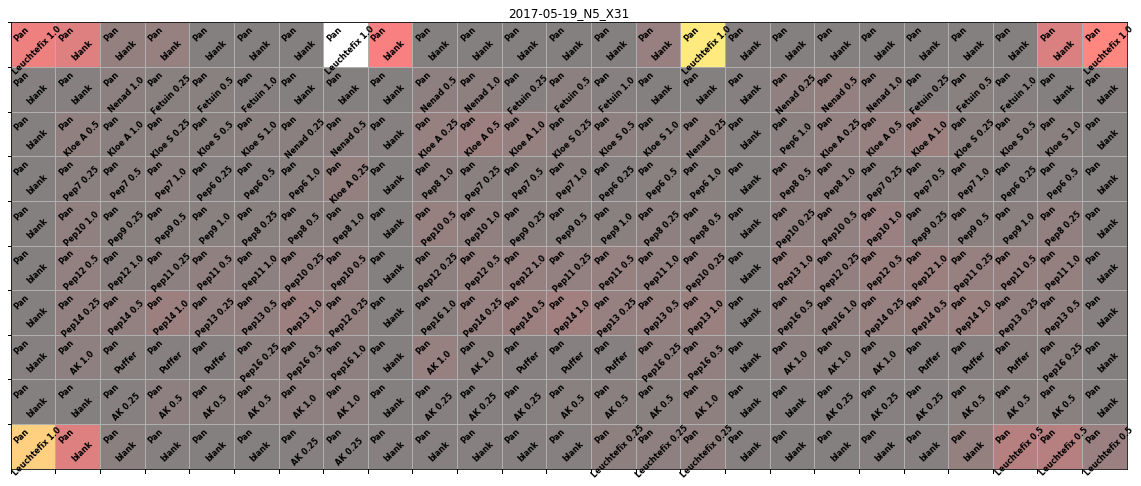 2017-05-19_N5_X31
Pan Leuchtefix 1.0 Pan blank Pan blank Pan blank Pan blank Pan blank Pan blank Pan Leuchtefix 1.0 Pan blank Pan blank Pan blank Pan blank Pan blank Pan blank Pan blank Pan Leuchtefix 1.0 Pan blank Pan blank Pan blank Pan blank Pan blank Pan blank Pan blank Pan blank Pan Leuchtefix 1.0
Pan blank Pan blank Pan Nenad 1.0 Pan Fetuin 0.25 Pan Fetuin 0.5 Pan Fetuin 1.0 Pan blank Pan blank Pan blank Pan Nenad 0.5 Pan Nenad 1.0 Pan Fetuin 0.25 Pan Fetuin 0.5 Pan Fetuin 1.0 Pan blank Pan blank Pan blank Pan Nenad 0.25 Pan Nenad 0.5 Pan Nenad 1.0 Pan Fetuin 0.25 Pan Fetuin 0.5 Pan Fetuin 1.0 Pan blank Pan blank
Pan blank Pan Kloe A 0.5 Pan Kloe A 1.0 Pan Kloe S 0.25 Pan Kloe S 0.5 Pan Kloe S 1.0 Pan Nenad 0.25 Pan Nenad 0.5 Pan blank Pan Kloe A 0.25 Pan Kloe A 0.5 Pan Kloe A 1.0 Pan Kloe S 0.25 Pan Kloe S 0.5 Pan Kloe S 1.0 Pan Nenad 0.25 Pan blank Pan Pep6 1.0 Pan Kloe A 0.25 Pan Kloe A 0.5 Pan Kloe A 1.0 Pan Kloe S 0.25 Pan Kloe S 0.5 Pan Kloe S 1.0 Pan blank
Pan blank Pan Pep7 0.25 Pan Pep7 0.5 Pan Pep7 1.0 Pan Pep6 0.25 Pan Pep6 0.5 Pan Pep6 1.0 Pan Kloe A 0.25 Pan blank Pan Pep8 1.0 Pan Pep7 0.25 Pan Pep7 0.5 Pan Pep7 1.0 Pan Pep6 0.25 Pan Pep6 0.5 Pan Pep6 1.0 Pan blank Pan Pep8 0.5 Pan Pep8 1.0 Pan Pep7 0.25 Pan Pep7 0.5 Pan Pep7 1.0 Pan Pep6 0.25 Pan Pep6 0.5 Pan blank
Pan blank Pan Pep10 1.0 Pan Pep9 0.25 Pan Pep9 0.5 Pan Pep9 1.0 Pan Pep8 0.25 Pan Pep8 0.5 Pan Pep8 1.0 Pan blank Pan Pep10 0.5 Pan Pep10 1.0 Pan Pep9 0.25 Pan Pep9 0.5 Pan Pep9 1.0 Pan Pep8 0.25 Pan Pep8 0.5 Pan blank Pan Pep10 0.25 Pan Pep10 0.5 Pan Pep10 1.0 Pan Pep9 0.25 Pan Pep9 0.5 Pan Pep9 1.0 Pan Pep8 0.25 Pan blank
Pan blank Pan Pep12 0.5 Pan Pep12 1.0 Pan Pep11 0.25 Pan Pep11 0.5 Pan Pep11 1.0 Pan Pep10 0.25 Pan Pep10 0.5 Pan blank Pan Pep12 0.25 Pan Pep12 0.5 Pan Pep12 1.0 Pan Pep11 0.25 Pan Pep11 0.5 Pan Pep11 1.0 Pan Pep10 0.25 Pan blank Pan Pep13 1.0 Pan Pep12 0.25 Pan Pep12 0.5 Pan Pep12 1.0 Pan Pep11 0.25 Pan Pep11 0.5 Pan Pep11 1.0 Pan blank
Pan blank Pan Pep14 0.25 Pan Pep14 0.5 Pan Pep14 1.0 Pan Pep13 0.25 Pan Pep13 0.5 Pan Pep13 1.0 Pan Pep12 0.25 Pan blank Pan Pep16 1.0 Pan Pep14 0.25 Pan Pep14 0.5 Pan Pep14 1.0 Pan Pep13 0.25 Pan Pep13 0.5 Pan Pep13 1.0 Pan blank Pan Pep16 0.5 Pan Pep16 1.0 Pan Pep14 0.25 Pan Pep14 0.5 Pan Pep14 1.0 Pan Pep13 0.25 Pan Pep13 0.5 Pan blank
Pan blank Pan AK 1.0 Pan Puffer Pan Puffer Pan Puffer Pan Pep16 0.25 Pan Pep16 0.5 Pan Pep16 1.0 Pan blank Pan AK 1.0 Pan AK 1.0 Pan Puffer Pan Puffer Pan Puffer Pan Pep16 0.25 Pan Pep16 0.5 Pan blank Pan AK 1.0 Pan AK 1.0 Pan AK 1.0 Pan Puffer Pan Puffer Pan Puffer Pan Pep16 0.25 Pan blank
Pan blank Pan blank Pan AK 0.25 Pan AK 0.5 Pan AK 0.5 Pan AK 0.5 Pan AK 1.0 Pan AK 1.0 Pan blank Pan AK 0.25 Pan AK 0.25 Pan AK 0.25 Pan AK 0.5 Pan AK 0.5 Pan AK 0.5 Pan AK 1.0 Pan blank Pan blank Pan AK 0.25 Pan AK 0.25 Pan AK 0.25 Pan AK 0.5 Pan AK 0.5 Pan AK 0.5 Pan blank
Pan Leuchtefix 1.0 Pan blank Pan blank Pan blank Pan blank Pan blank Pan AK 0.25 Pan AK 0.25 Pan blank Pan blank Pan blank Pan blank Pan blank Pan Leuchtefix 0.25 Pan Leuchtefix 0.25 Pan Leuchtefix 0.25 Pan blank Pan blank Pan blank Pan blank Pan blank Pan blank Pan Leuchtefix 0.5 Pan Leuchtefix 0.5 Pan Leuchtefix 0.5